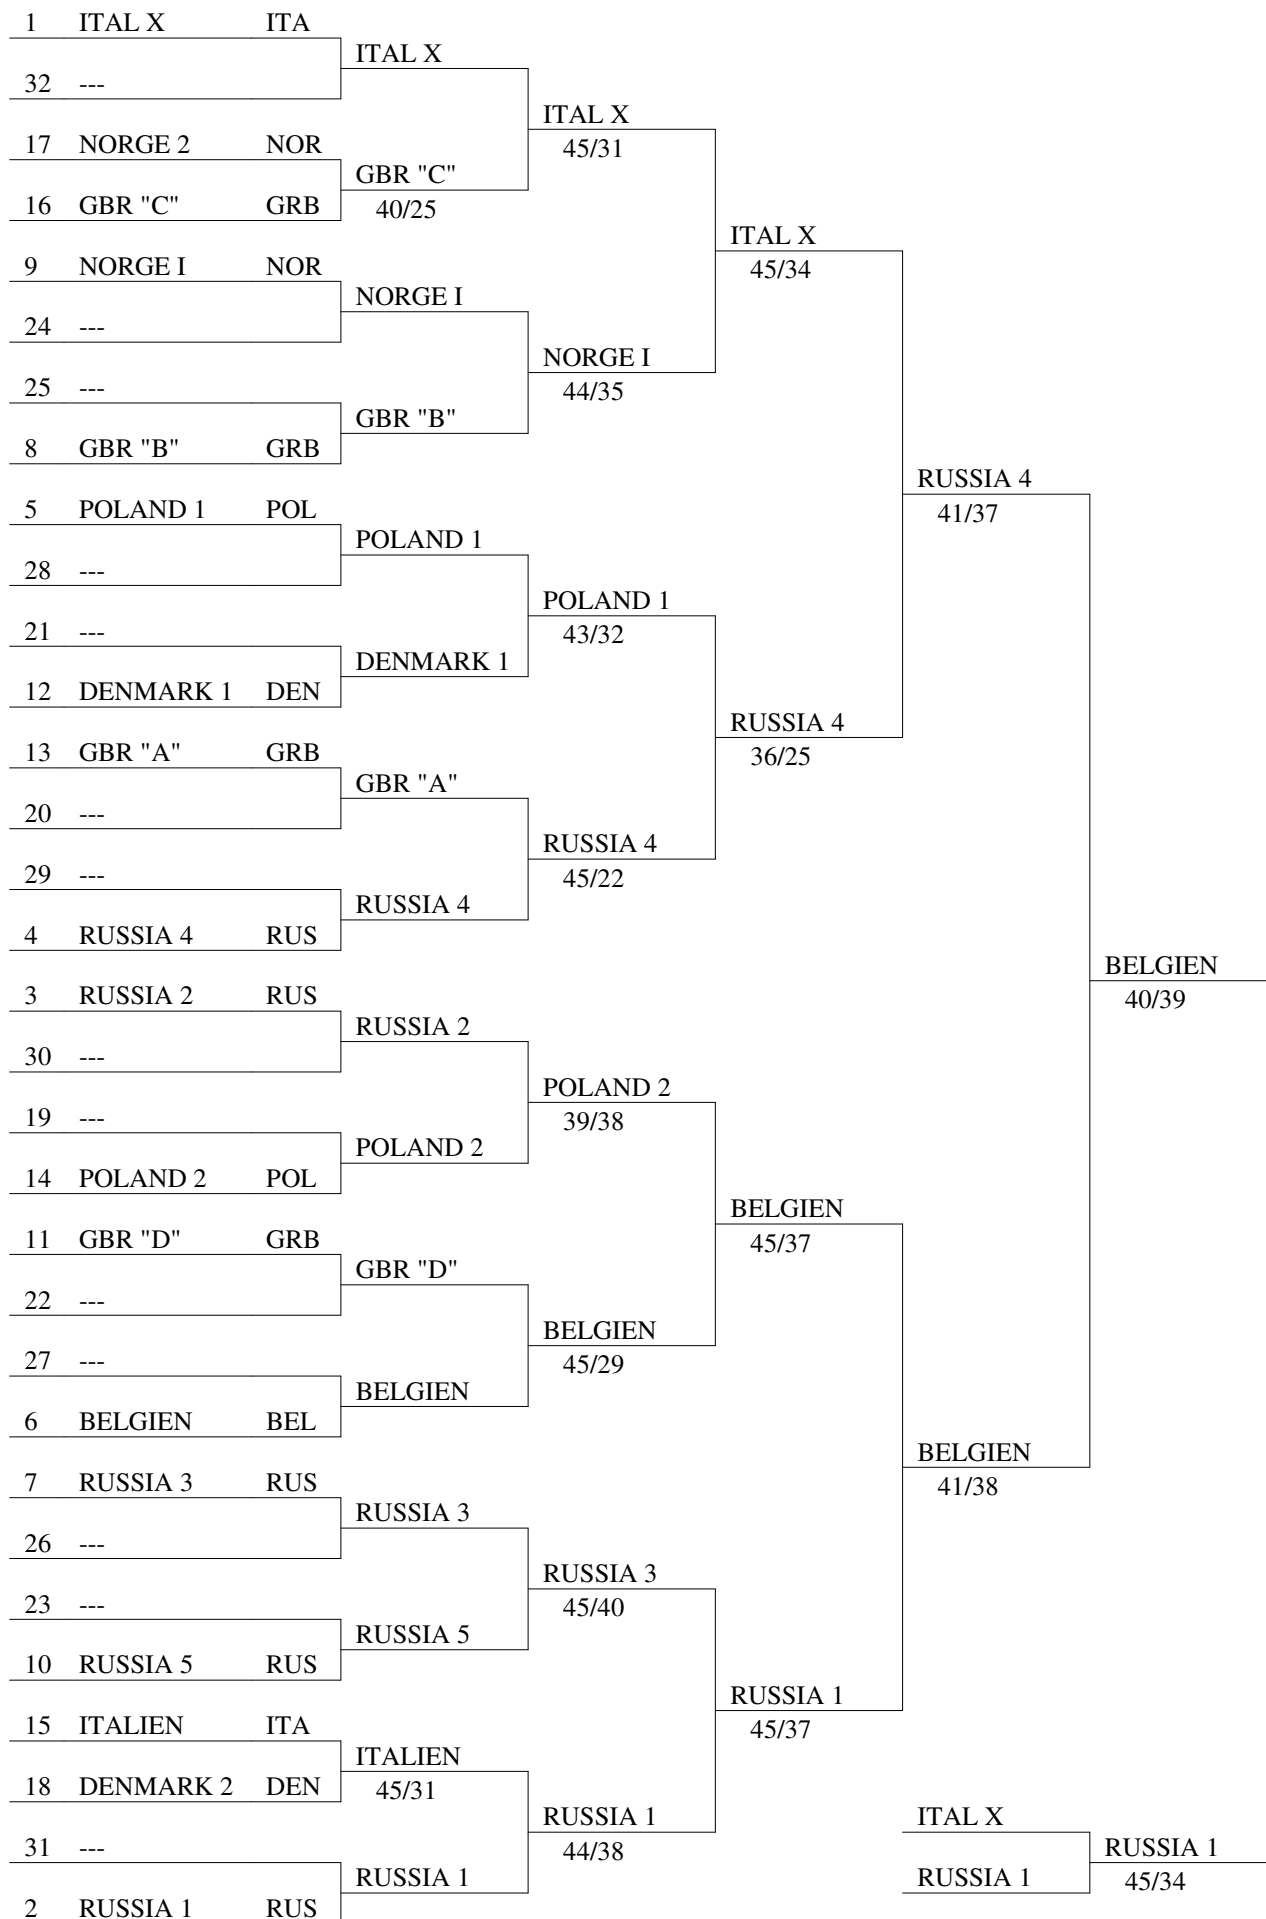 1 ITAL X ITA
ITAL X
32 ---
ITAL X
45/31
17 NORGE 2 NOR
GBR "C"
40/25
16 GBR "C" GRB
ITAL X
45/34
9 NORGE I NOR
NORGE I
24 ---
NORGE I
44/35
25 ---
GBR "B"
8 GBR "B" GRB
RUSSIA 4
41/37
5 POLAND 1 POL
POLAND 1
28 ---
POLAND 1
43/32
21 ---
DENMARK 1
12 DENMARK 1 DEN
RUSSIA 4
36/25
13 GBR "A" GRB
GBR "A"
20 ---
RUSSIA 4
45/22
29 ---
RUSSIA 4
4 RUSSIA 4 RUS
BELGIEN
40/39
3 RUSSIA 2 RUS
RUSSIA 2
30 ---
POLAND 2
39/38
19 ---
POLAND 2
14 POLAND 2 POL
BELGIEN
45/37
11 GBR "D" GRB
GBR "D"
22 ---
BELGIEN
45/29
27 ---
BELGIEN
6 BELGIEN BEL
BELGIEN
41/38
7 RUSSIA 3 RUS
RUSSIA 3
26 ---
RUSSIA 3
45/40
23 ---
RUSSIA 5
10 RUSSIA 5 RUS
RUSSIA 1
45/37
15 ITALIEN ITA
ITALIEN
45/31
18 DENMARK 2 DEN
RUSSIA 1
44/38
31 ---
RUSSIA 1
2 RUSSIA 1 RUS
ITAL X
RUSSIA 1
45/34
RUSSIA 1